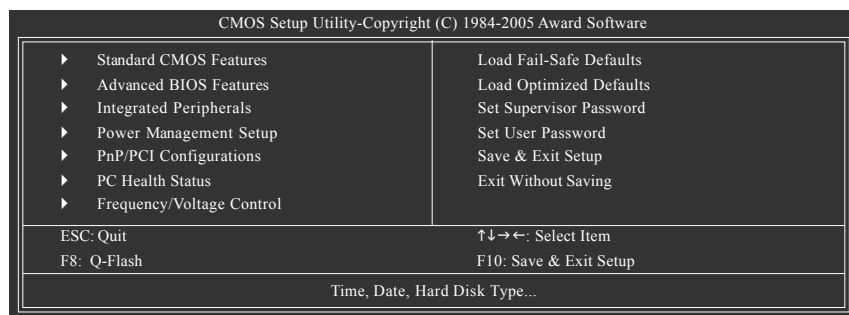 CMOS Setup Utility-Copyright (C) 1984-2005 Award Software
Standard CMOS Features
Advanced BIOS Features
Integrated Peripherals
Power Management Setup
PnP/PCI Configurations
PC Health Status
Frequency/Voltage Control
Load Fail-Safe Defaults
Load Optimized Defaults
Set Supervisor Password
Set User Password
Save & Exit Setup
Exit Without Saving
ESC: Quit
↑↓→←: Select Item
F8: Q-Flash
F10: Save & Exit Setup
Time, Date, Hard Disk Type...